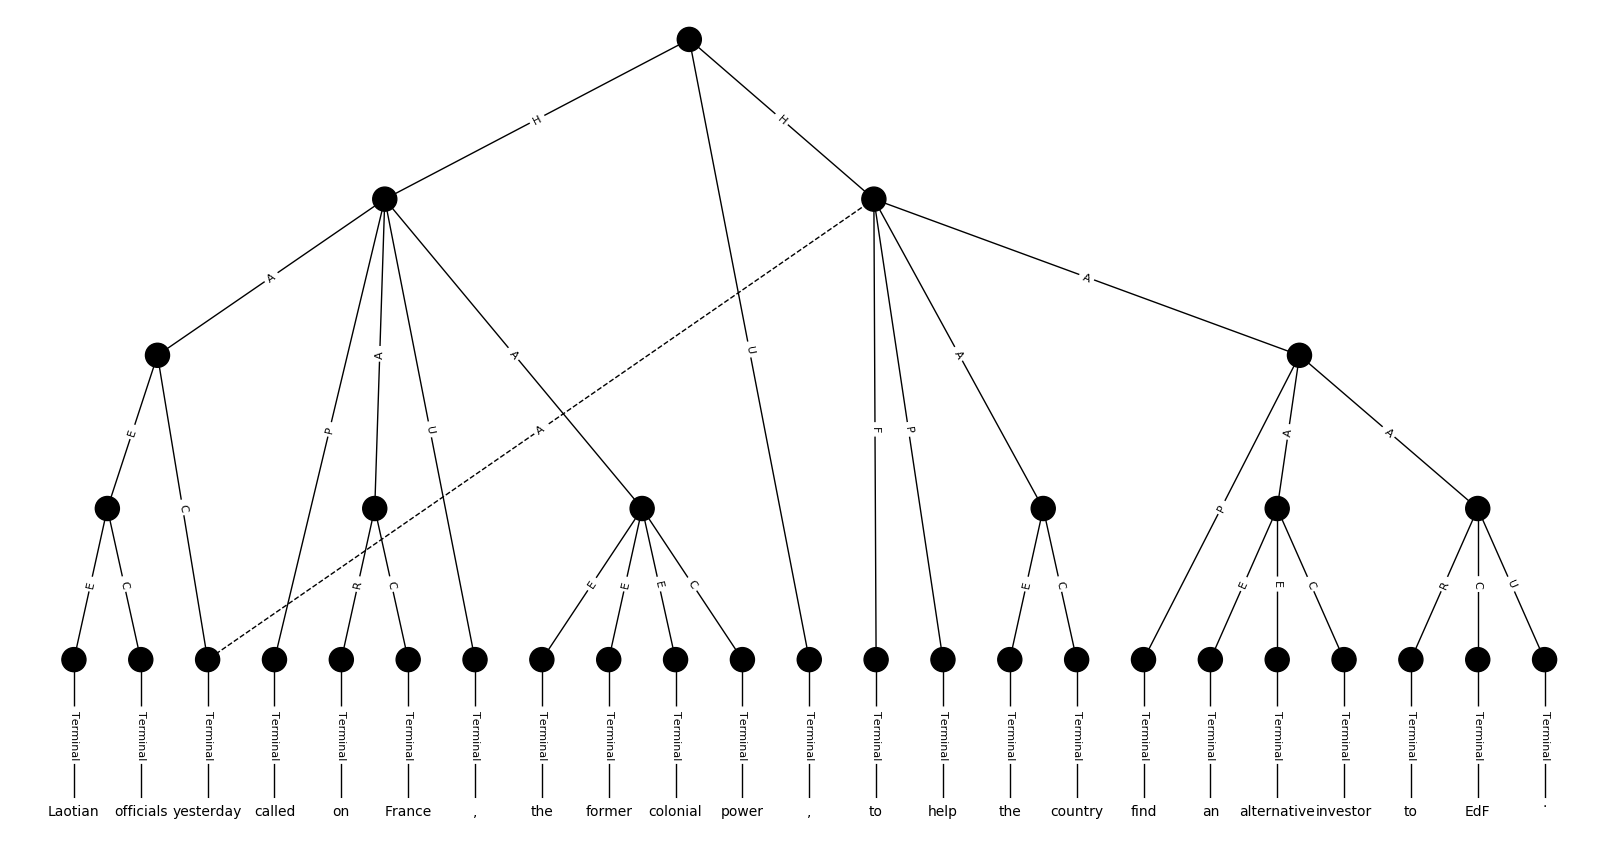 H H
A A
A P A U A U F P A
E C A P A A
E C R C E E E C E C E E C R C U
Terminal Terminal Terminal Terminal Terminal Terminal Terminal Terminal Terminal Terminal Terminal Terminal Terminal Terminal Terminal Terminal Terminal Terminal Terminal Terminal Terminal Terminal Terminal
Laotian officials yesterday called on France , the former colonial power , to help the country find an alternative investor to EdF .